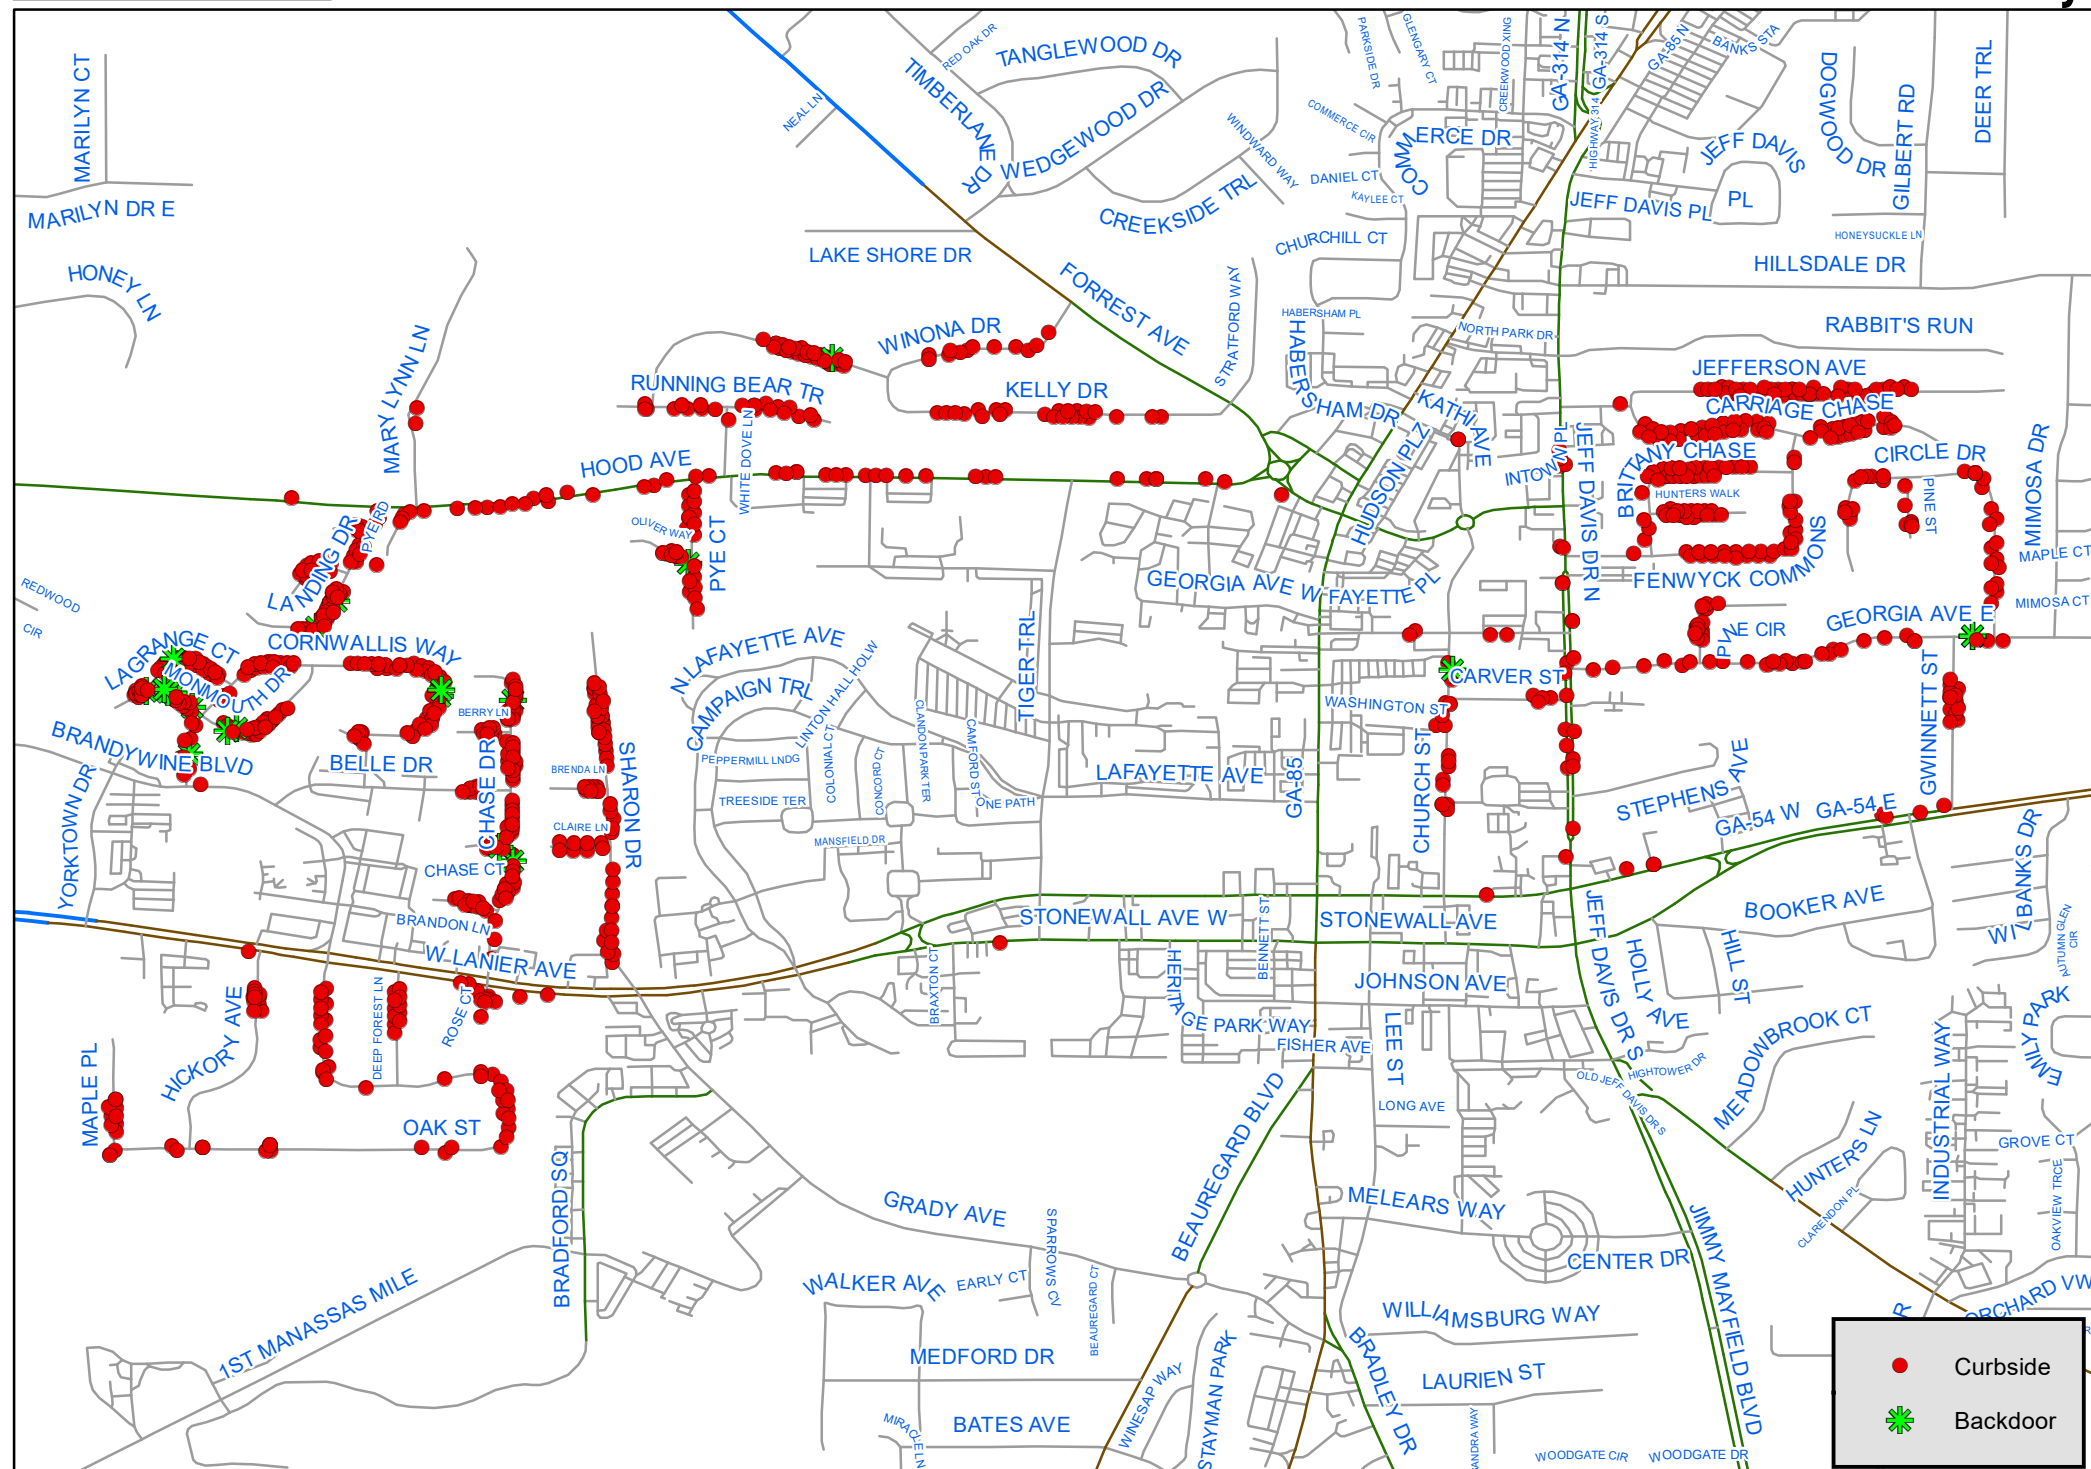 MARILYN CT
MARILYN DR E
HONEY LN
MARY LYNN LN
RED OAK DR
TANGLEWOOD DR
TIMBERLANE DR
NEAL LN
WEDGEWOOD DR
WINDWARD WAY
CREEKSIDE TRL
LAKE SHORE DR
FORREST AVE
STRATFORD WAY
PARKSIDE DR
GLENGARY CT
CREEKWOOD XING
COMMERCE CIR
COMMERCE DR
DANIEL CT
KAYLEE CT
CHURCHILL CT
HABERSHAM PL
HABERSHAM DR
GA-314 N
GA-314 S
HIGHWAY 314
GA-85 N
BANKS STA
JEFF DAVIS PL
JEFF DAVIS PL
DOGWOOD DR
GILBERT RD
DEER TRL
HONEYSUCKLE LN
HILLSDALE DR
NORTH PARK DR
RABBIT'S RUN
JEFFERSON AVE
CARRIAGE CHASE
BRITTANY CHASE
HUNTERS WALK
CIRCLE DR
PINE ST
MIMOSA DR
MAPLE CT
MIMOSA CT
FENWYCK COMMONS
KATHI AVE
HUDSON PLZ
INTOWN PL
JEFF DAVIS DR N
WINONA DR
RUNNING BEAR TR
KELLY DR
WHITE DOVE LN
HOOD AVE
OLIVER WAY
PYE CT
PYE RD
LANDING DR
REDWOOD
CIR
LAGRANGE CT
CORNWALLIS WAY
MONMOUTH DR
BRANDYWINE BLVD
YORKTOWN DR
BELLE DR
BERRY LN
CHASE DR
CHASE CT
BRANDON LN
BRENDA LN
CLAIRE LN
SHARON DR
N LAFAYETTE AVE
CAMPAIGN TRL
LINTON HALL HOLW
PEPPERMILL LNDG
TREESIDE TER
COLONIAL CT
CONCORD CT
CLANDON PARK TER
CAMFORD ST
ONE PATH
MANSFIELD DR
TIGER TRL
GEORGIA AVE W
FAYETTE PL
LAFAYETTE AVE
GA-85
CARVER ST
WASHINGTON ST
CHURCH ST
PINE CIR
GEORGIA AVE E
GWINNETT ST
STEPHENS AVE
GA-54 W
GA-54 E
BOOKER AVE
WILBANKS DR
AUTUMN GLEN
CIR
STONEWALL AVE W
STONEWALL AVE
BENNETT ST
W LANIER AVE
BRAXTON CT
HERITAGE PARK WAY
FISHER AVE
JOHNSON AVE
LEE ST
LONG AVE
JEFF DAVIS DR S
HOLLY AVE
HILL ST
HIGHTOWER DR
OLD JEFF DAVIS DR S
MEADOWBROOK CT
HUNTERS LN
CLARENDON PL
INDUSTRIAL WAY
EMILY PARK
GROVE CT
OAKVIEW TRCE
ORCHARD VW
HICKORY AVE
DEEP FOREST LN
ROSE CT
MAPLE PL
OAK ST
BRADFORD SQ
1ST MANASSAS MILE
GRADY AVE
BEAUREGARD BLVD
SPARROWS CV
WALKER AVE
EARLY CT
BEAUREGARD CT
MEDFORD DR
BATES AVE
MIRACLE LN
WINESAP WAY
STAYMAN PARK
BRADLEY DR
MELEARS WAY
CENTER DR
WILLIAMSBURG WAY
LAURIEN ST
JIMMY MAYFIELD BLVD
WOODGATE CIR
WOODGATE DR
Curbside
Backdoor